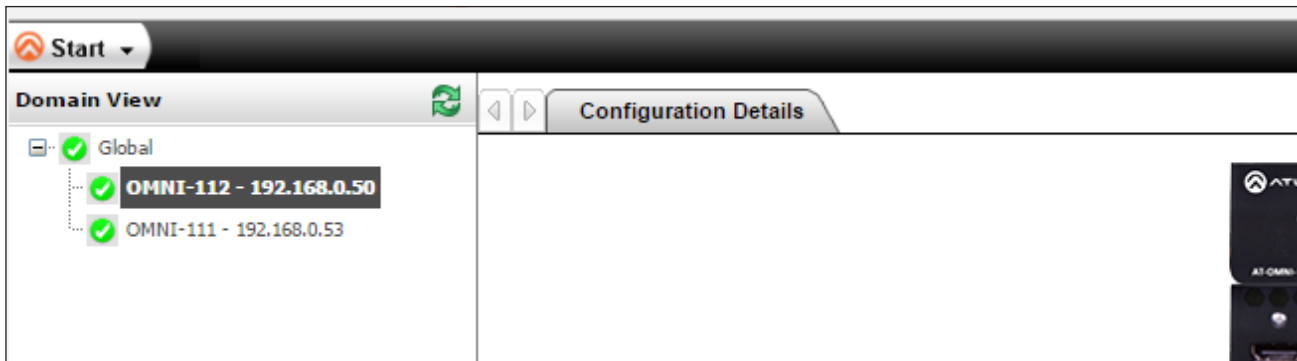 Start
Domain View
Configuration Details
Global
OMNI-112 - 192.168.0.50
OMNI-111 - 192.168.0.53